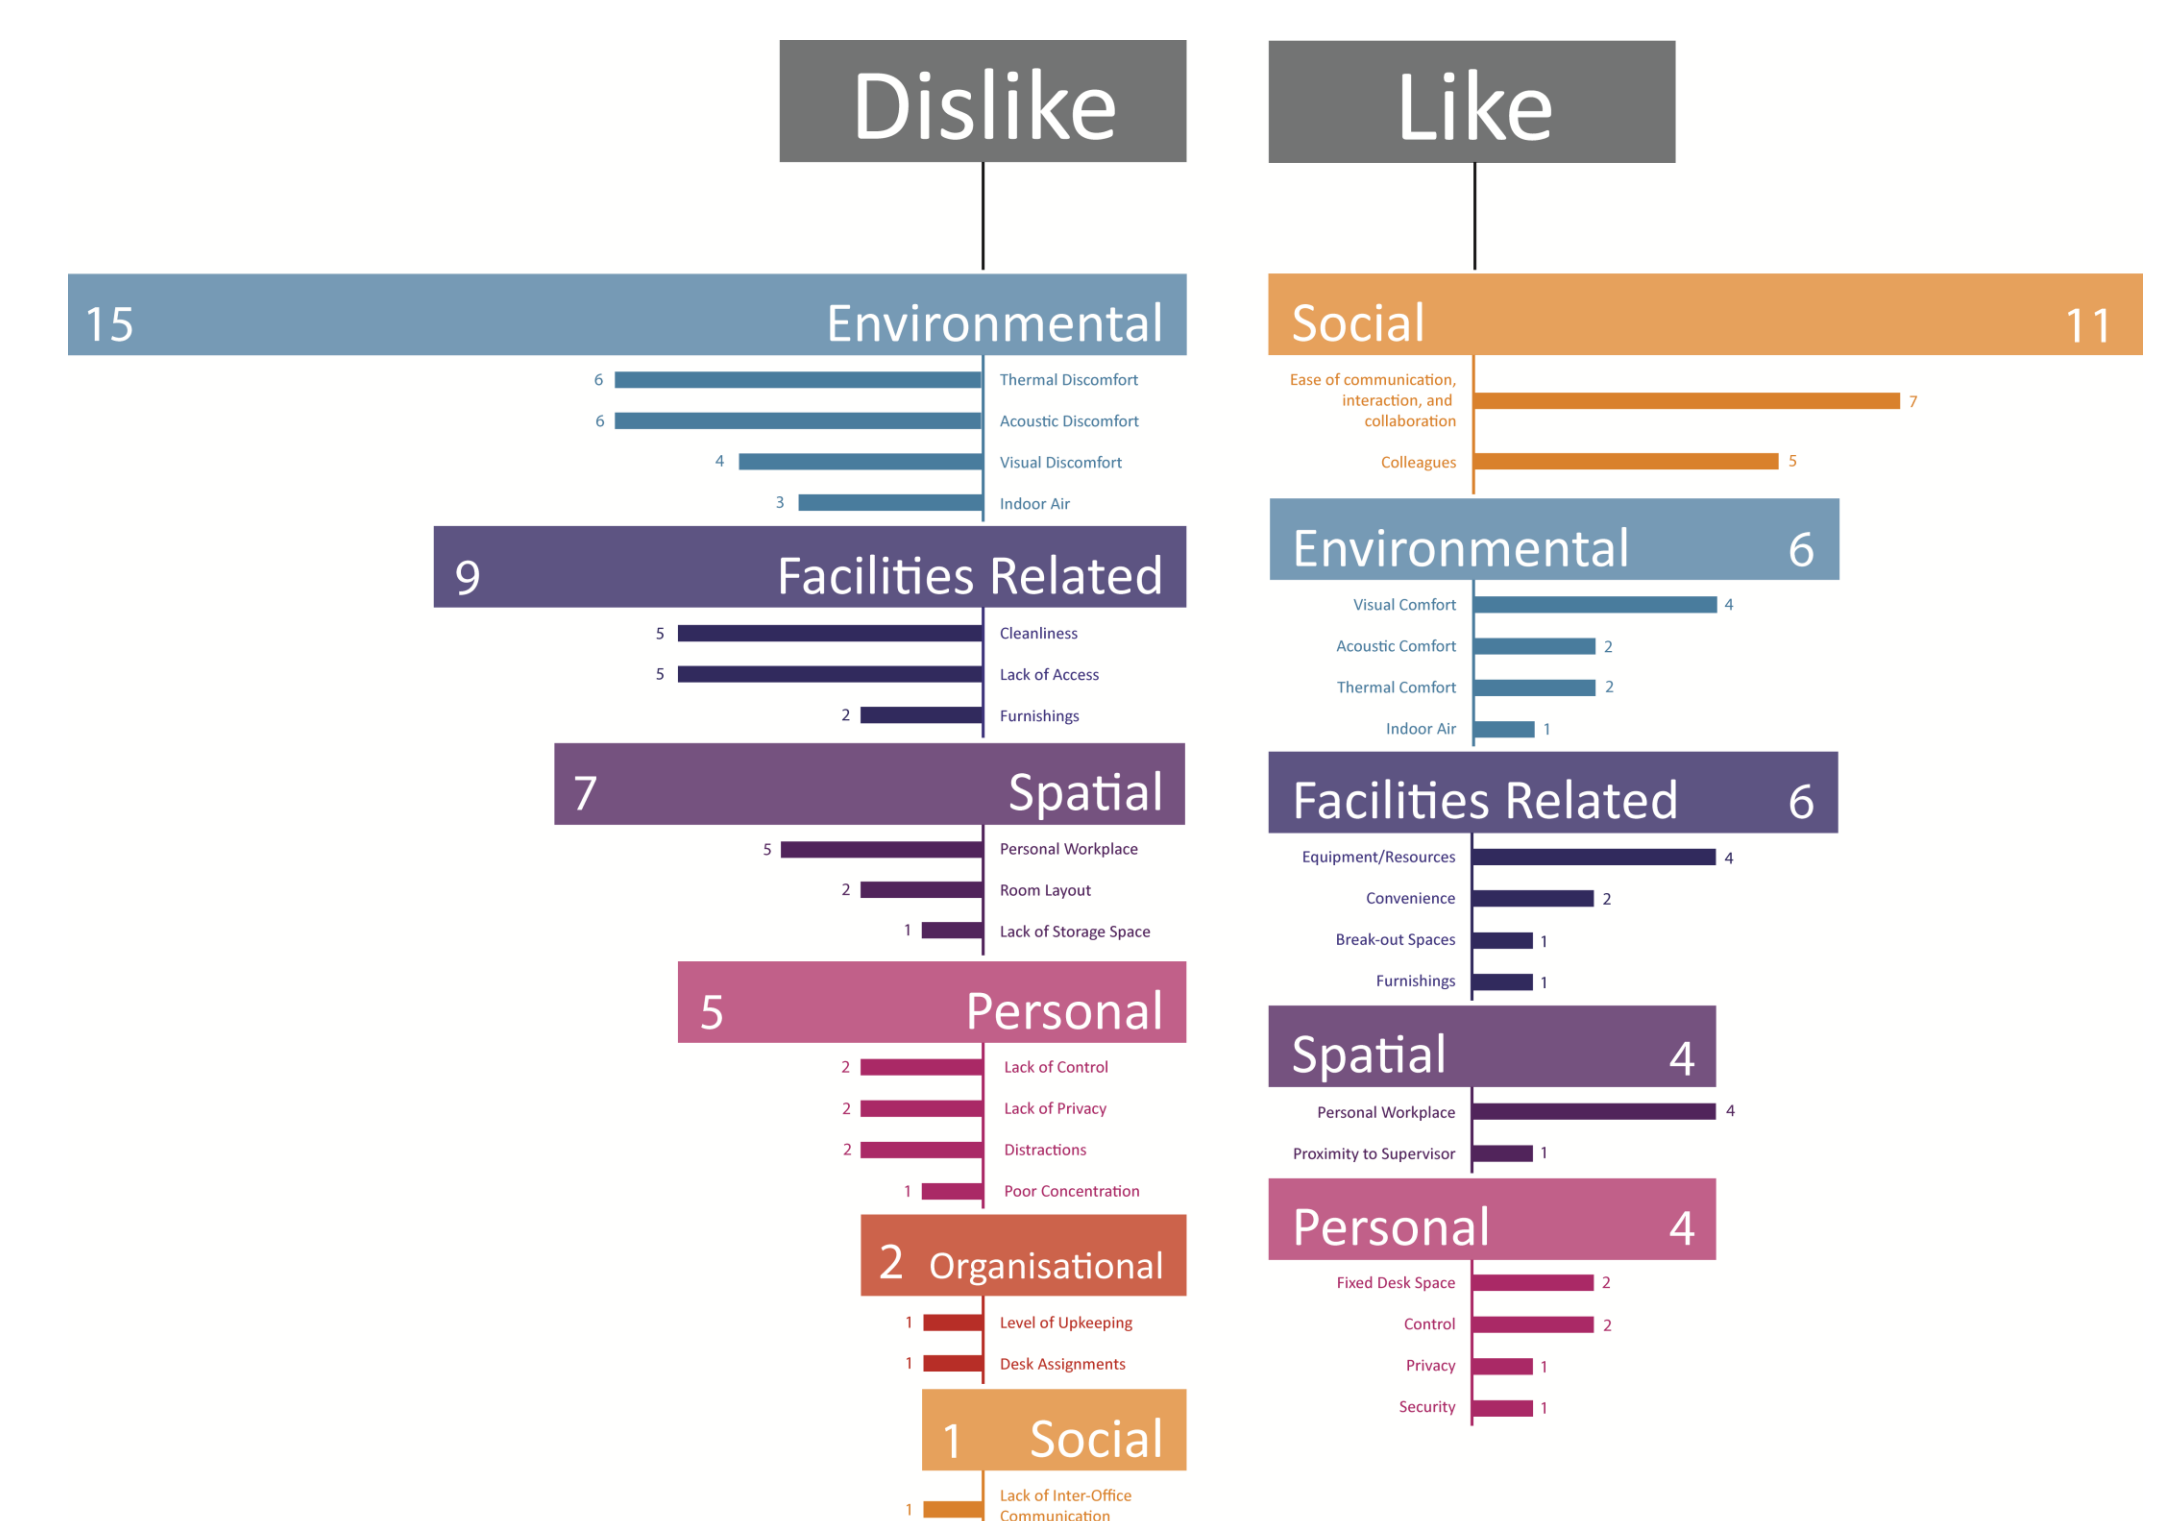 Dislike
15 Environmental
6 Thermal Discomfort
6 Acoustic Discomfort
4 Visual Discomfort
3 Indoor Air
9 Facilities Related
5 Cleanliness
5 Lack of Access
2 Furnishings
7 Spatial
5 Personal Workplace
2 Room Layout
1 Lack of Storage Space
5 Personal
2 Lack of Control
2 Lack of Privacy
2 Distractions
1 Poor Concentration
2 Organisational
1 Level of Upkeeping
1 Desk Assignments
1 Social
Lack of Inter-Office
1 Communication
Like
Social 11
Ease of communication,
interaction, and 7
collaboration
Colleagues 5
Environmental 6
Visual Comfort 4
Acoustic Comfort 2
Thermal Comfort 2
Indoor Air 1
Facilities Related 6
Equipment/Resources 4
Convenience 2
Break-out Spaces 1
Furnishings 1
Spatial 4
Personal Workplace 4
Proximity to Supervisor 1
Personal 4
Fixed Desk Space 2
Control 2
Privacy 1
Security 1